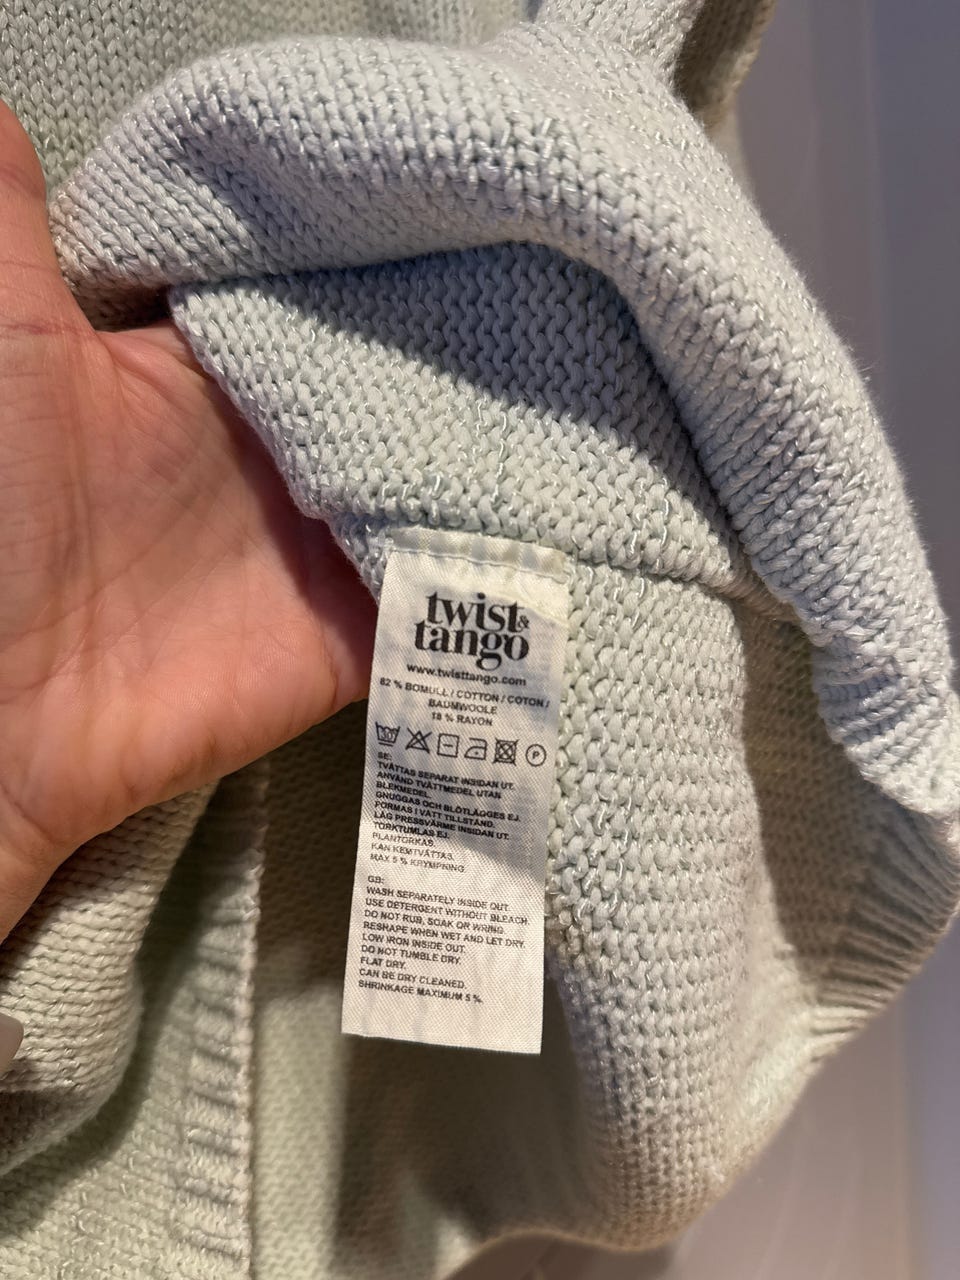 twist&
tango
www.twisttango.com
82 % BOMULL / COTTON / COTON /
BAUMWOOLE
18 % RAYON
30 P
SE:
TVÄTTAS SEPARAT INSIDAN UT.
ANVÄND TVÄTTMEDEL UTAN
BLEKMEDEL.
GNUGGAS OCH BLÖTLÄGGES EJ.
FORMAS I VÅTT TILLSTÅND.
LÅG PRESSVÄRME INSIDAN UT.
TORKTUMLAS EJ.
PLANTORKAS.
KAN KEMTVÄTTAS.
MAX 5 % KRYMPNING.
GB:
WASH SEPARATELY INSIDE OUT.
USE DETERGENT WITHOUT BLEACH.
DO NOT RUB, SOAK OR WRING.
RESHAPE WHEN WET AND LET DRY.
LOW IRON INSIDE OUT.
DO NOT TUMBLE DRY.
FLAT DRY.
CAN BE DRY CLEANED.
SHRINKAGE MAXIMUM 5 %.